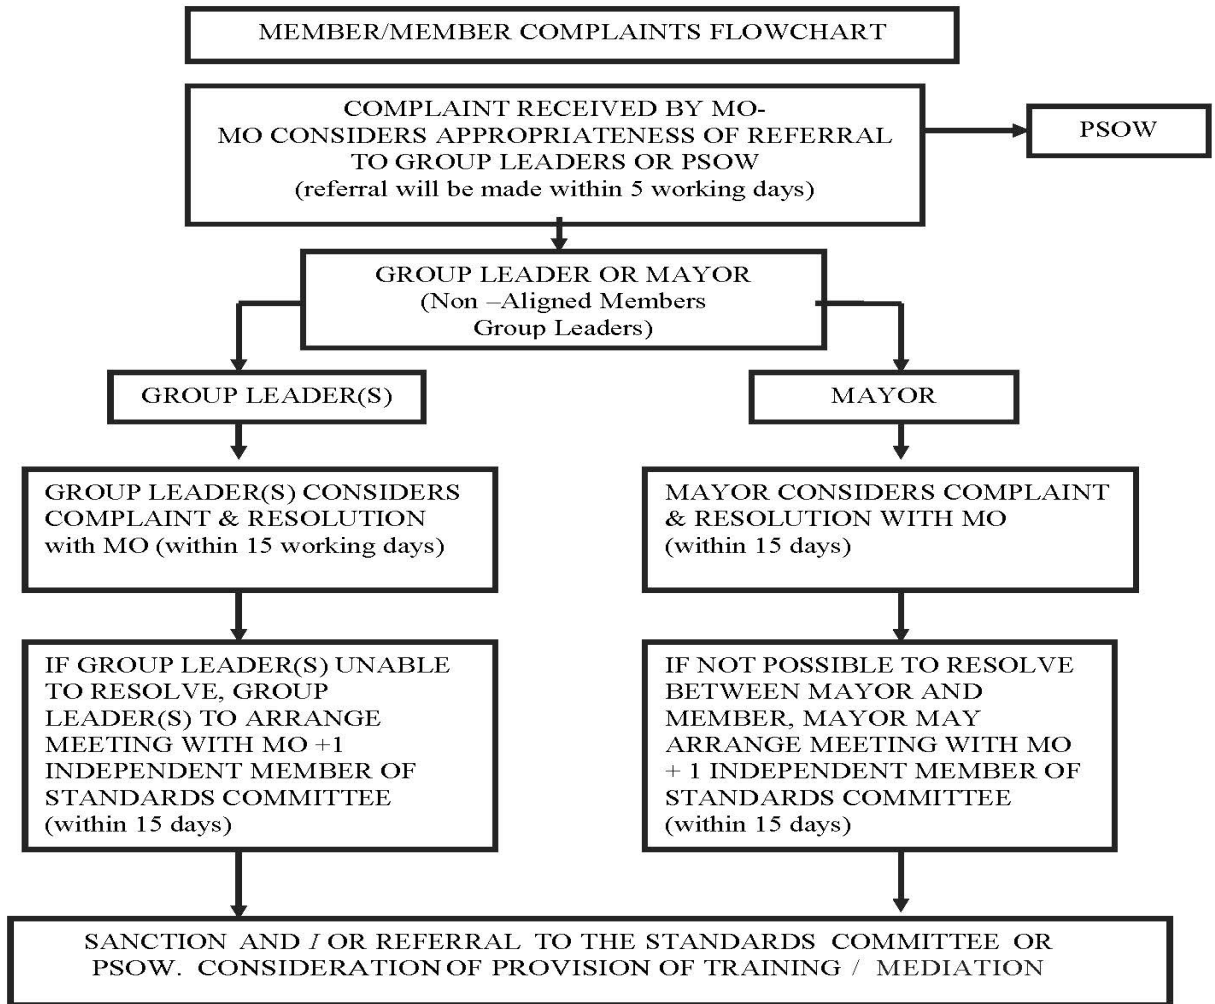 MEMBER/MEMBER COMPLAINTS FLOWCHART
COMPLAINT RECEIVED BY MO-
MO CONSIDERS APPROPRIATENESS OF REFERRAL
TO GROUP LEADERS OR PSOW
(referral will be made within 5 working days)
PSOW
GROUP LEADER OR MAYOR
(Non –Aligned Members
Group Leaders)
GROUP LEADER(S)
MAYOR
GROUP LEADER(S) CONSIDERS
COMPLAINT & RESOLUTION
with MO (within 15 working days)
MAYOR CONSIDERS COMPLAINT
& RESOLUTION WITH MO
(within 15 days)
IF GROUP LEADER(S) UNABLE
TO RESOLVE, GROUP
LEADER(S) TO ARRANGE
MEETING WITH MO +1
INDEPENDENT MEMBER OF
STANDARDS COMMITTEE
(within 15 days)
IF NOT POSSIBLE TO RESOLVE
BETWEEN MAYOR AND
MEMBER, MAYOR MAY
ARRANGE MEETING WITH MO
+ 1 INDEPENDENT MEMBER OF
STANDARDS COMMITTEE
(within 15 days)
SANCTION AND I OR REFERRAL TO THE STANDARDS COMMITTEE OR
PSOW. CONSIDERATION OF PROVISION OF TRAINING / MEDIATION